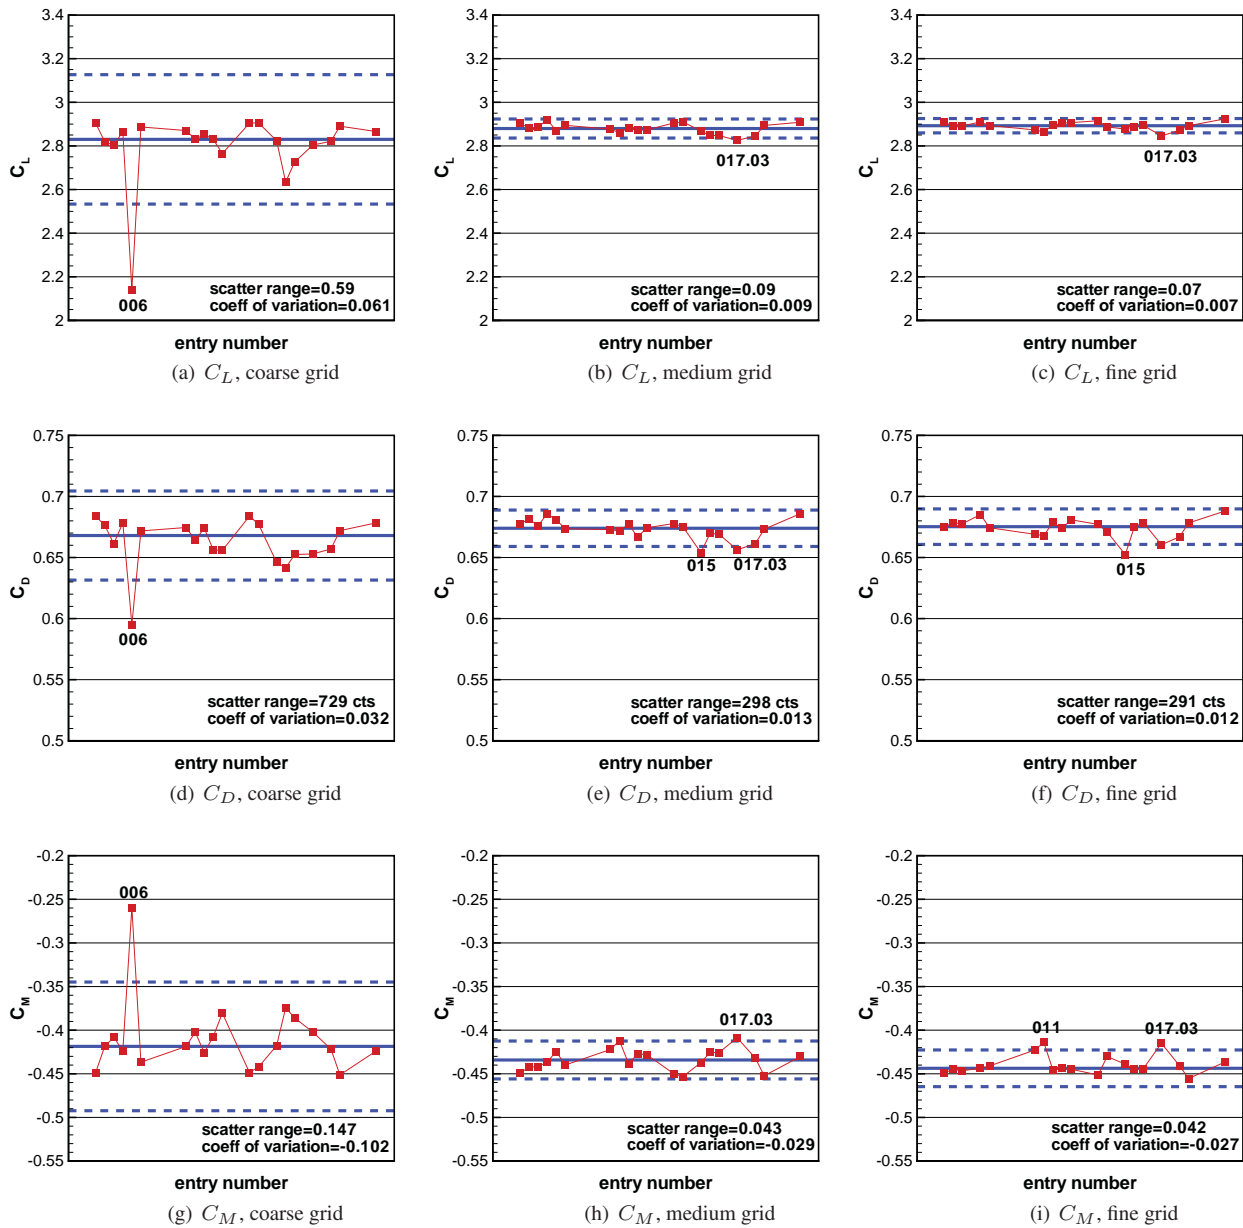 3.4
3.2
3
2.8
2.6
2.4
2.2
2
C_L
006
scatter range=0.59
coeff of variation=0.061
entry number
(a) C_L, coarse grid
3.4
3.2
3
2.8
2.6
2.4
2.2
2
C_L
017.03
scatter range=0.09
coeff of variation=0.009
entry number
(b) C_L, medium grid
3.4
3.2
3
2.8
2.6
2.4
2.2
2
C_L
017.03
scatter range=0.07
coeff of variation=0.007
entry number
(c) C_L, fine grid
0.75
0.7
0.65
0.6
0.55
0.5
C_D
006
scatter range=729 cts
coeff of variation=0.032
entry number
(d) C_D, coarse grid
0.75
0.7
0.65
0.6
0.55
0.5
C_D
015 017.03
scatter range=298 cts
coeff of variation=0.013
entry number
(e) C_D, medium grid
0.75
0.7
0.65
0.6
0.55
0.5
C_D
015
scatter range=291 cts
coeff of variation=0.012
entry number
(f) C_D, fine grid
-0.2
-0.25
-0.3
-0.35
-0.4
-0.45
-0.5
-0.55
C_M
006
scatter range=0.147
coeff of variation=-0.102
entry number
(g) C_M, coarse grid
-0.2
-0.25
-0.3
-0.35
-0.4
-0.45
-0.5
-0.55
C_M
017.03
scatter range=0.043
coeff of variation=-0.029
entry number
(h) C_M, medium grid
-0.2
-0.25
-0.3
-0.35
-0.4
-0.45
-0.5
-0.55
C_M
011 017.03
scatter range=0.042
coeff of variation=-0.027
entry number
(i) C_M, fine grid